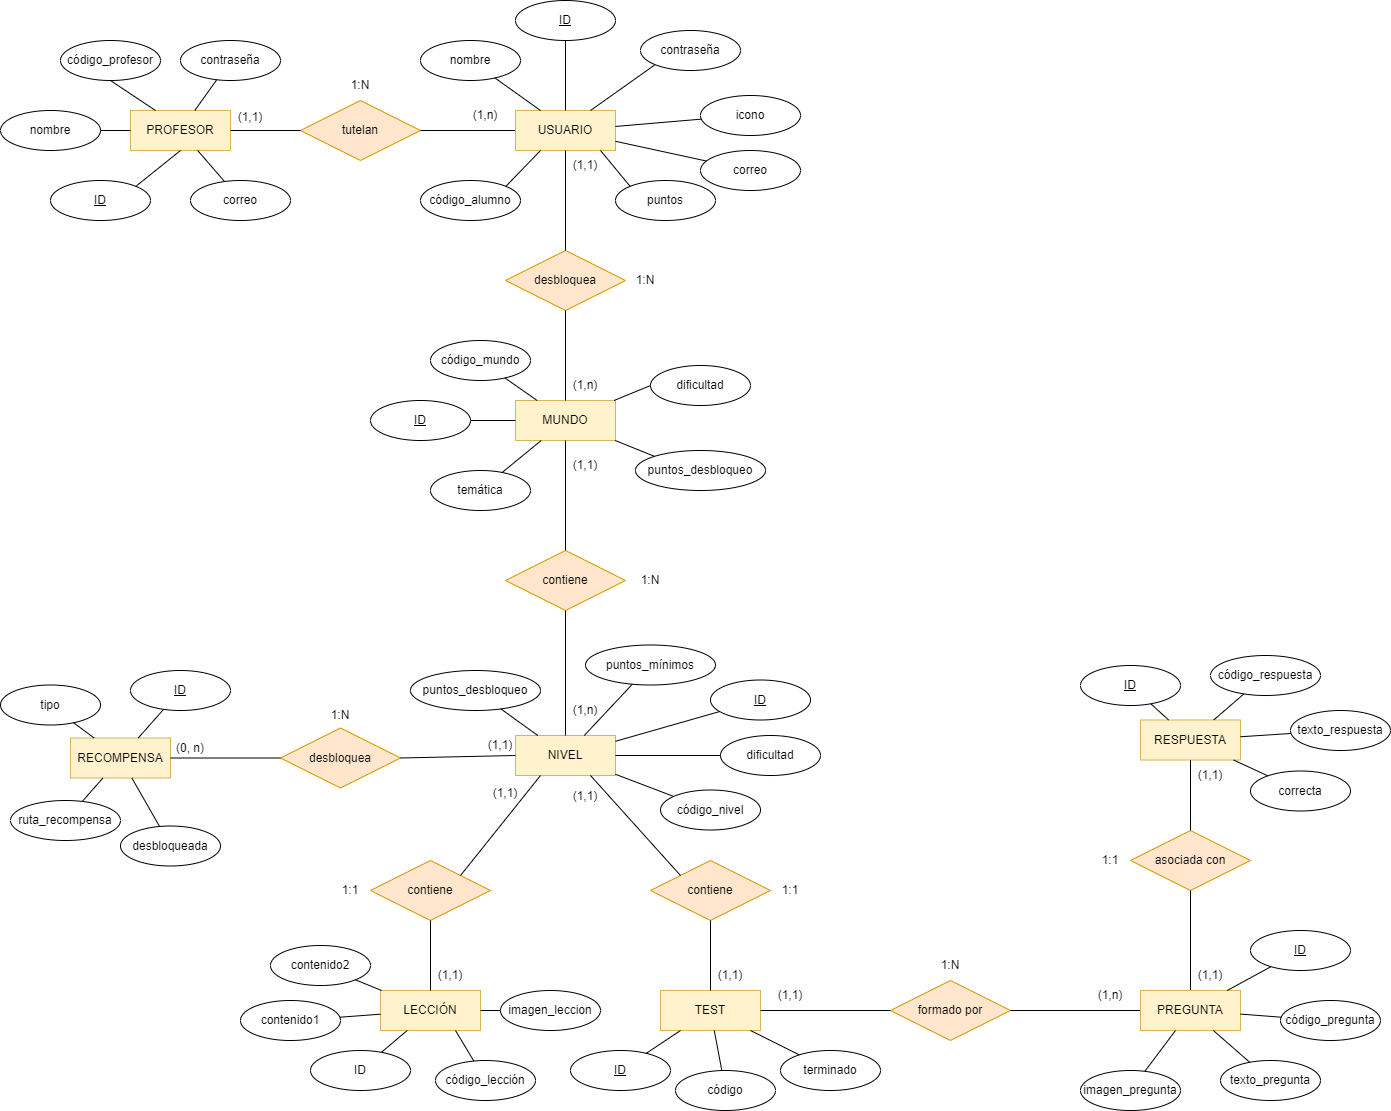 ID
contraseña
nombre
código_profesor
contraseña
1:N
icono
(1,1)
(1,n)
nombre
PROFESOR
tutelan
USUARIO
(1,1)
correo
ID
correo
código_alumno
puntos
desbloquea
1:N
código_mundo
(1,n)
dificultad
ID
MUNDO
(1,1)
puntos_desbloqueo
temática
contiene
1:N
puntos_mínimos
código_respuesta
ID
ID
puntos_desbloqueo
ID
tipo
1:N
(1,n)
texto_respuesta
RESPUESTA
(0, n)
(1,1)
RECOMPENSA
desbloquea
NIVEL
dificultad
(1,1)
(1,1)
(1,1)
correcta
código_nivel
ruta_recompensa
desbloqueada
1:1
asociada con
1:1
contiene
contiene
1:1
ID
contenido2
1:N
(1,1)
(1,1)
(1,1)
(1,1)
(1,n)
contenido1
LECCIÓN
imagen_leccion
TEST
formado por
PREGUNTA
código_pregunta
ID
código_lección
ID
código
terminado
imagen_pregunta
texto_pregunta